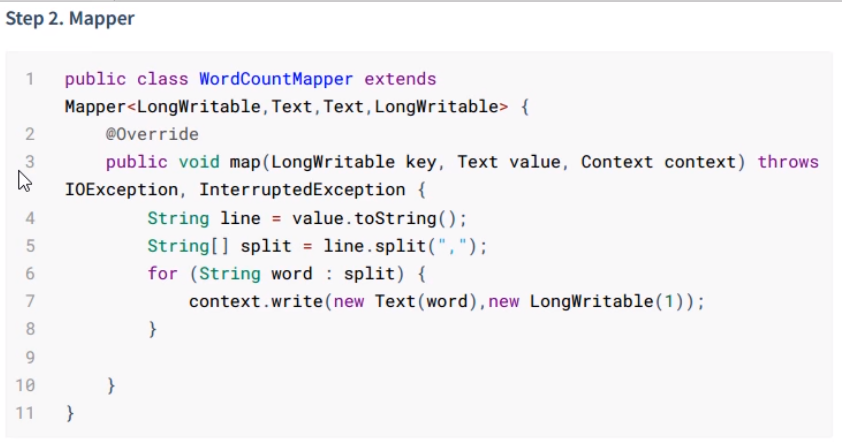 Step 2. Mapper
1 public class WordCountMapper extends
Mapper<LongWritable,Text,Text,LongWritable> {
2 @Override
3 public void map(LongWritable key, Text value, Context context) throws
IOException, InterruptedException {
4 String line = value.toString();
5 String[] split = line.split(",");
6 for (String word : split) {
7 context.write(new Text(word),new LongWritable(1));
8 }
9
10 }
11 }